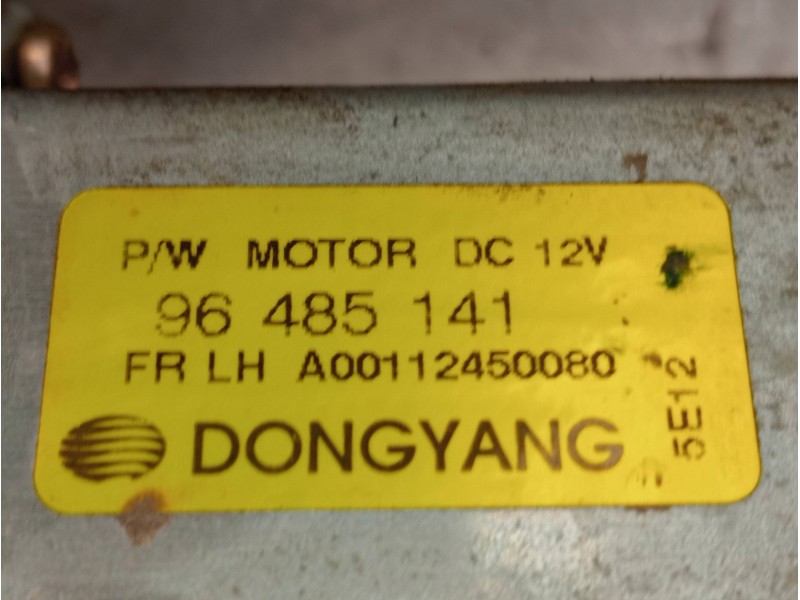 P/W MOTOR DC 12V
96 485 141
FR LH A00112450080
DONGYANG
5E12